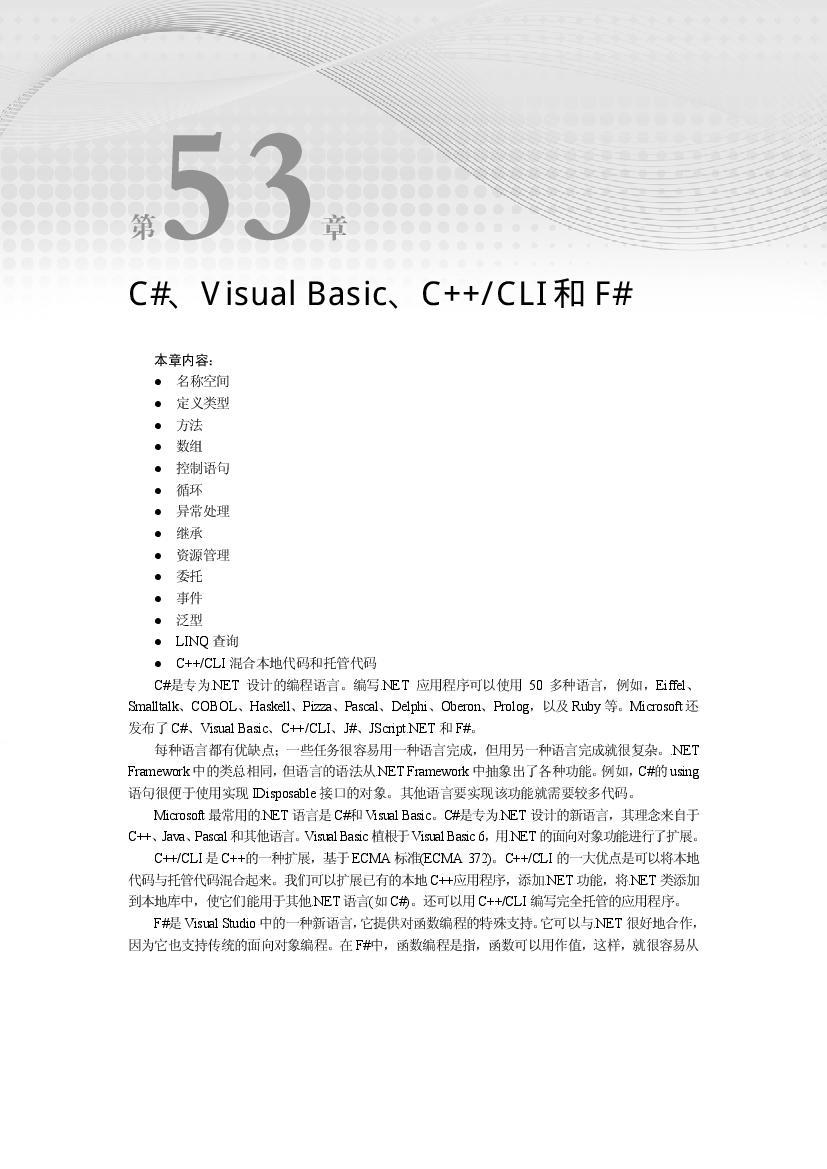 第53章
C#、Visual Basic、C++/CLI 和 F#
本章内容：
● 名称空间
● 定义类型
● 方法
● 数组
● 控制语句
● 循环
● 异常处理
● 继承
● 资源管理
● 委托
● 事件
● 泛型
● LINQ 查询
● C++/CLI 混合本地代码和托管代码
C#是专为.NET 设计的编程语言。编写.NET 应用程序可以使用 50 多种语言，例如，Eiffel、
Smalltalk、COBOL、Haskell、Pizza、Pascal、Delphi、Oberon、Prolog，以及 Ruby 等。Microsoft 还
发布了 C#、Visual Basic、C++/CLI、J#、JScript.NET 和 F#。
每种语言都有优缺点；一些任务很容易用一种语言完成，但用另一种语言完成就很复杂。.NET
Framework 中的类总相同，但语言的语法从.NET Framework 中抽象出了各种功能。例如，C#的 using
语句很便于使用实现 IDisposable 接口的对象。其他语言要实现该功能就需要较多代码。
Microsoft 最常用的.NET 语言是 C#和 Visual Basic。C#是专为.NET 设计的新语言，其理念来自于
C++、Java、Pascal 和其他语言。Visual Basic 植根于 Visual Basic 6，用.NET 的面向对象功能进行了扩展。
C++/CLI 是 C++的一种扩展，基于 ECMA 标准(ECMA 372)。C++/CLI 的一大优点是可以将本地
代码与托管代码混合起来。我们可以扩展已有的本地 C++应用程序，添加.NET 功能，将.NET 类添加
到本地库中，使它们能用于其他.NET 语言(如 C#)。还可以用 C++/CLI 编写完全托管的应用程序。
F#是 Visual Studio 中的一种新语言，它提供对函数编程的特殊支持。它可以与.NET 很好地合作，
因为它也支持传统的面向对象编程。在 F#中，函数编程是指，函数可以用作值，这样，就很容易从